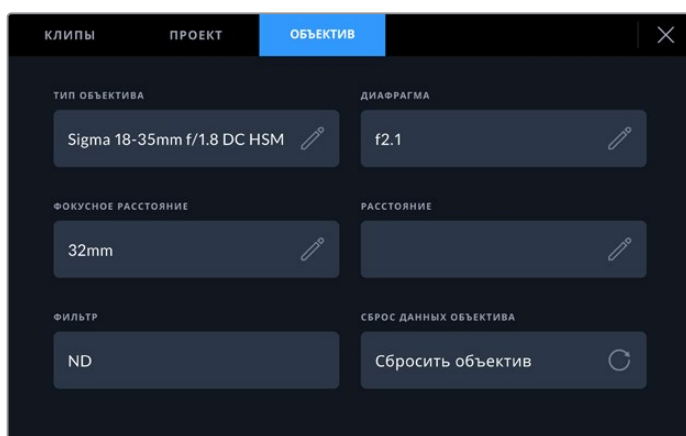 КЛИПЫ ПРОЕКТ ОБЪЕКТИВ
ТИП ОБЪЕКТИВА ДИАФРАГМА
Sigma 18-35mm f/1.8 DC HSM f2.1
ФОКУСНОЕ РАССТОЯНИЕ РАССТОЯНИЕ
32mm
ФИЛЬТР СБРОС ДАННЫХ ОБЪЕКТИВА
ND Сбросить объектив